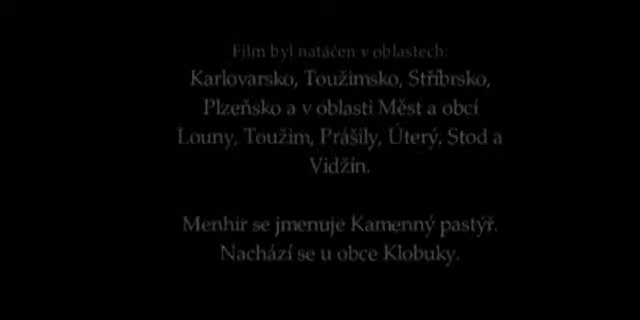 Film byl natáčen v oblastech:
Karlovarsko, Toužimsko, Stříbrsko,
Plzeňsko a v oblasti Měst a obcí
Louny, Toužim, Prášily, Úterý, Stod a
Vidžín.
Menhir se jmenuje Kamenný pastýř.
Nachází se u obce Klobuky.